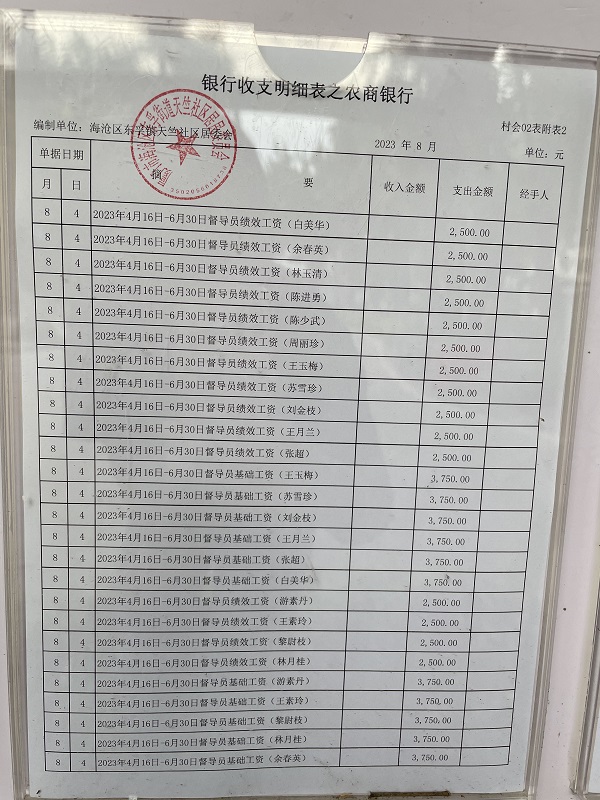 银行收支明细表之农商银行
村会02表附表2
编制单位：海沧区东孚镇天竺社区居委会 2023 年 8 月 单位：元
单据日期 摘 要 收入金额 支出金额 经手人
月 日
8 4 2023年4月16日-6月30日督导员绩效工资（白美华） 2,500.00
8 4 2023年4月16日-6月30日督导员绩效工资（余春英） 2,500.00
8 4 2023年4月16日-6月30日督导员绩效工资（林玉清） 2,500.00
8 4 2023年4月16日-6月30日督导员绩效工资（陈进勇） 2,500.00
8 4 2023年4月16日-6月30日督导员绩效工资（陈少武） 2,500.00
8 4 2023年4月16日-6月30日督导员绩效工资（周丽珍） 2,500.00
8 4 2023年4月16日-6月30日督导员绩效工资（王玉梅） 2,500.00
8 4 2023年4月16日-6月30日督导员绩效工资（苏雪珍） 2,500.00
8 4 2023年4月16日-6月30日督导员绩效工资（刘金枝） 2,500.00
8 4 2023年4月16日-6月30日督导员绩效工资（王月兰） 2,500.00
8 4 2023年4月16日-6月30日督导员绩效工资（张超） 2,500.00
8 4 2023年4月16日-6月30日督导员基础工资（王玉梅） 3,750.00
8 4 2023年4月16日-6月30日督导员基础工资（苏雪珍） 3,750.00
8 4 2023年4月16日-6月30日督导员基础工资（刘金枝） 3,750.00
8 4 2023年4月16日-6月30日督导员基础工资（王月兰） 3,750.00
8 4 2023年4月16日-6月30日督导员基础工资（张超） 3,750.00
8 4 2023年4月16日-6月30日督导员基础工资（白美华） 3,750.00
8 4 2023年4月16日-6月30日督导员绩效工资（游素丹） 2,500.00
8 4 2023年4月16日-6月30日督导员绩效工资（王素玲） 2,500.00
8 4 2023年4月16日-6月30日督导员绩效工资（黎尉枝） 2,500.00
8 4 2023年4月16日-6月30日督导员绩效工资（林月桂） 2,500.00
8 4 2023年4月16日-6月30日督导员基础工资（游素丹） 3,750.00
8 4 2023年4月16日-6月30日督导员基础工资（王素玲） 3,750.00
8 4 2023年4月16日-6月30日督导员基础工资（黎尉枝） 3,750.00
8 4 2023年4月16日-6月30日督导员基础工资（林月桂） 3,750.00
8 4 2023年4月16日-6月30日督导员基础工资（余春英） 3,750.00